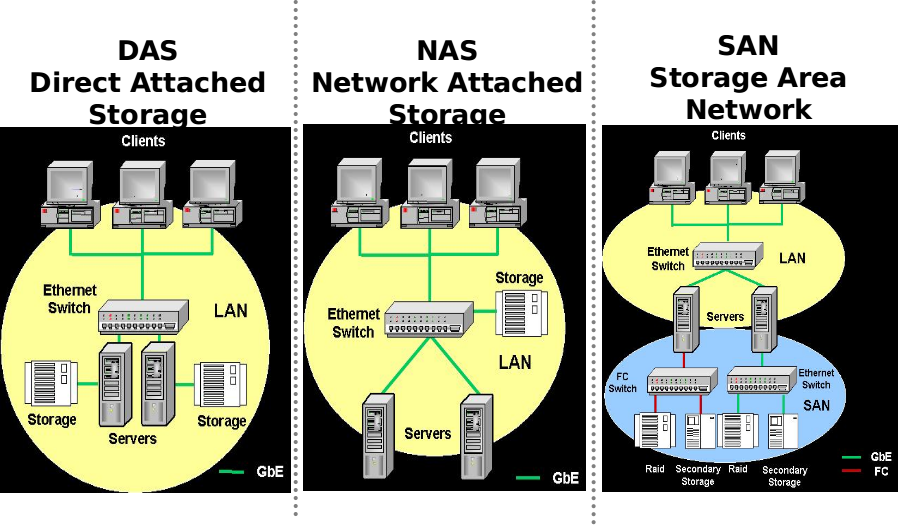 DAS
Direct Attached
Storage
Clients
Ethernet
Switch
LAN
Storage
Storage
Servers
GbE
NAS
Network Attached
Storage
Clients
Storage
Ethernet
Switch
LAN
Servers
GbE
SAN
Storage Area
Network
Clients
Ethernet
Switch
LAN
Servers
FC
Switch
Ethernet
Switch
SAN
GbE
FC
Raid
Secondary
Storage
Raid
Secondary
Storage